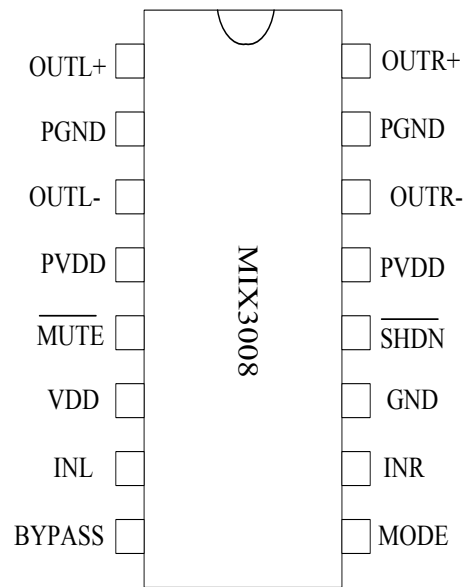 OUTL+ OUTR+
PGND PGND
OUTL- OUTR-
PVDD PVDD
MUTE SHDN
MIX3008
VDD GND
INL INR
BYPASS MODE